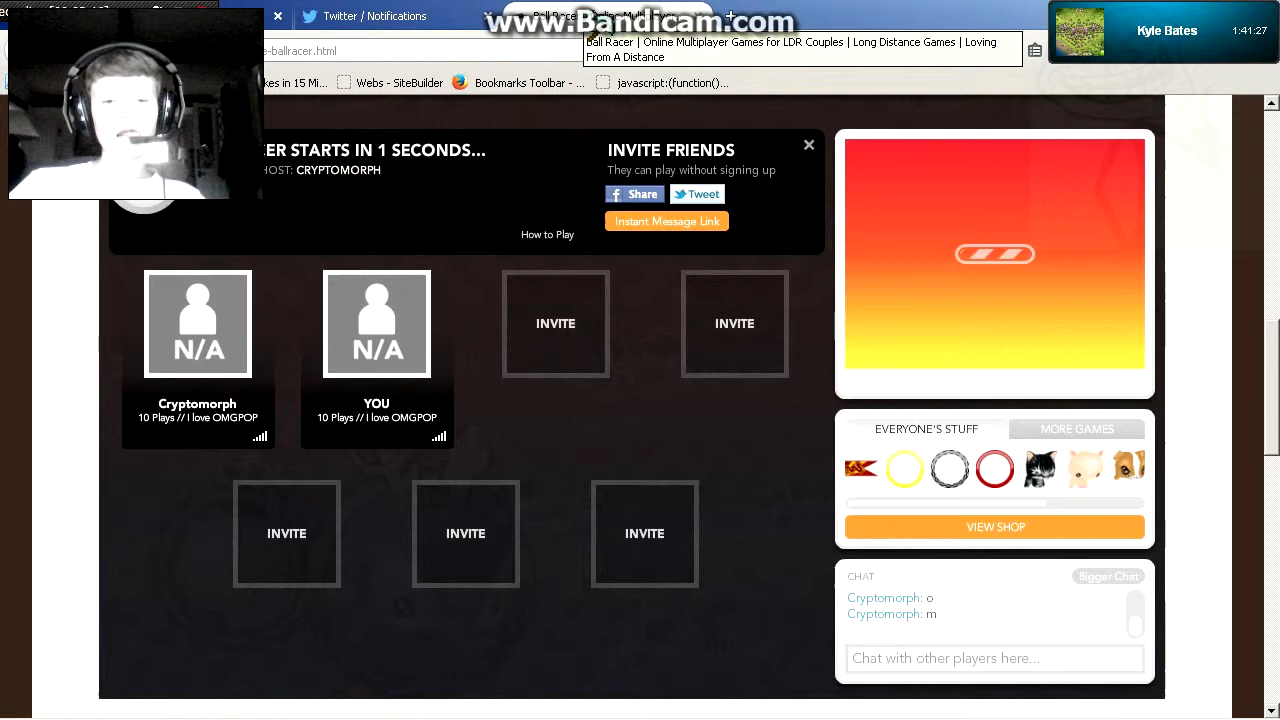 www.Bandicam.com
Twitter / Notifications
e-ballracer.html
Ball Racer | Online Multiplayer Games for LDR Couples | Long Distance Games | Loving
From A Distance
Kyle Bates
1:41:27
kes in 15 Mi...
Webs - SiteBuilder
Bookmarks Toolbar - ...
javascript:(function()...
CER STARTS IN 1 SECONDS...
HOST: CRYPTOMORPH
How to Play
INVITE FRIENDS
They can play without signing up
Share
Tweet
Instant Message Link
N/A
Cryptomorph
10 Plays // I love OMGPOP
N/A
YOU
10 Plays // I love OMGPOP
INVITE
INVITE
INVITE
INVITE
INVITE
EVERYONE'S STUFF
MORE GAMES
VIEW SHOP
CHAT
Bigger Chat
Cryptomorph: o
Cryptomorph: m
Chat with other players here...